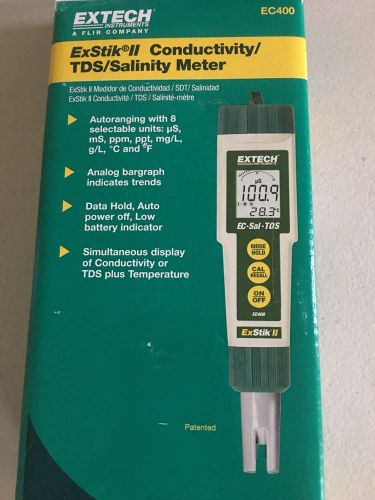 EXTECH
INSTRUMENTS
A FLIR COMPANY
EC400
ExStik®II Conductivity/
TDS/Salinity Meter
ExStik II Medidor de Conductividad / SDT/ Salinidad
ExStik II Conductivité / TDS / Salinité-mètre
Autoranging with 8
selectable units: µS,
mS, ppm, ppt, mg/L,
g/L, °C and °F
Analog bargraph
indicates trends
Data Hold, Auto
power off, Low
battery indicator
Simultaneous display
of Conductivity or
TDS plus Temperature
EXTECH
INSTRUMENTS
µS
100.9
28.3°
EC-Sal-TDS
MODE
HOLD
CAL
RECALL
ON
OFF
EC400
ExStik II
Patented